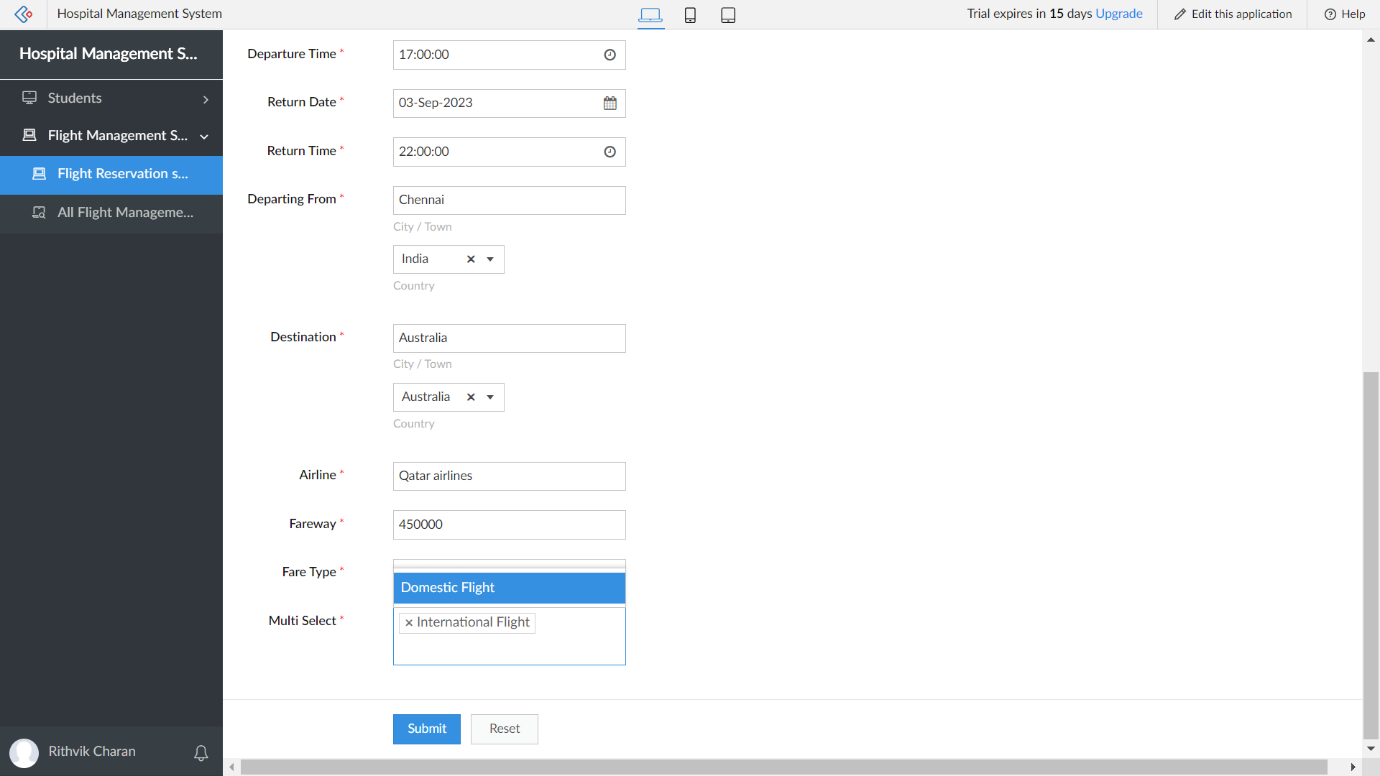 Hospital Management System
Trial expires in 15 days Upgrade
Edit this application
Help
Hospital Management S...
Students
Flight Management S...
Flight Reservation s...
All Flight Manageme...
Rithvik Charan
Departure Time *
17:00:00
Return Date *
03-Sep-2023
Return Time *
22:00:00
Departing From *
Chennai
City / Town
India
Country
Destination *
Australia
City / Town
Australia
Country
Airline *
Qatar airlines
Fareway *
450000
Fare Type *
Domestic Flight
Multi Select *
× International Flight
Submit
Reset